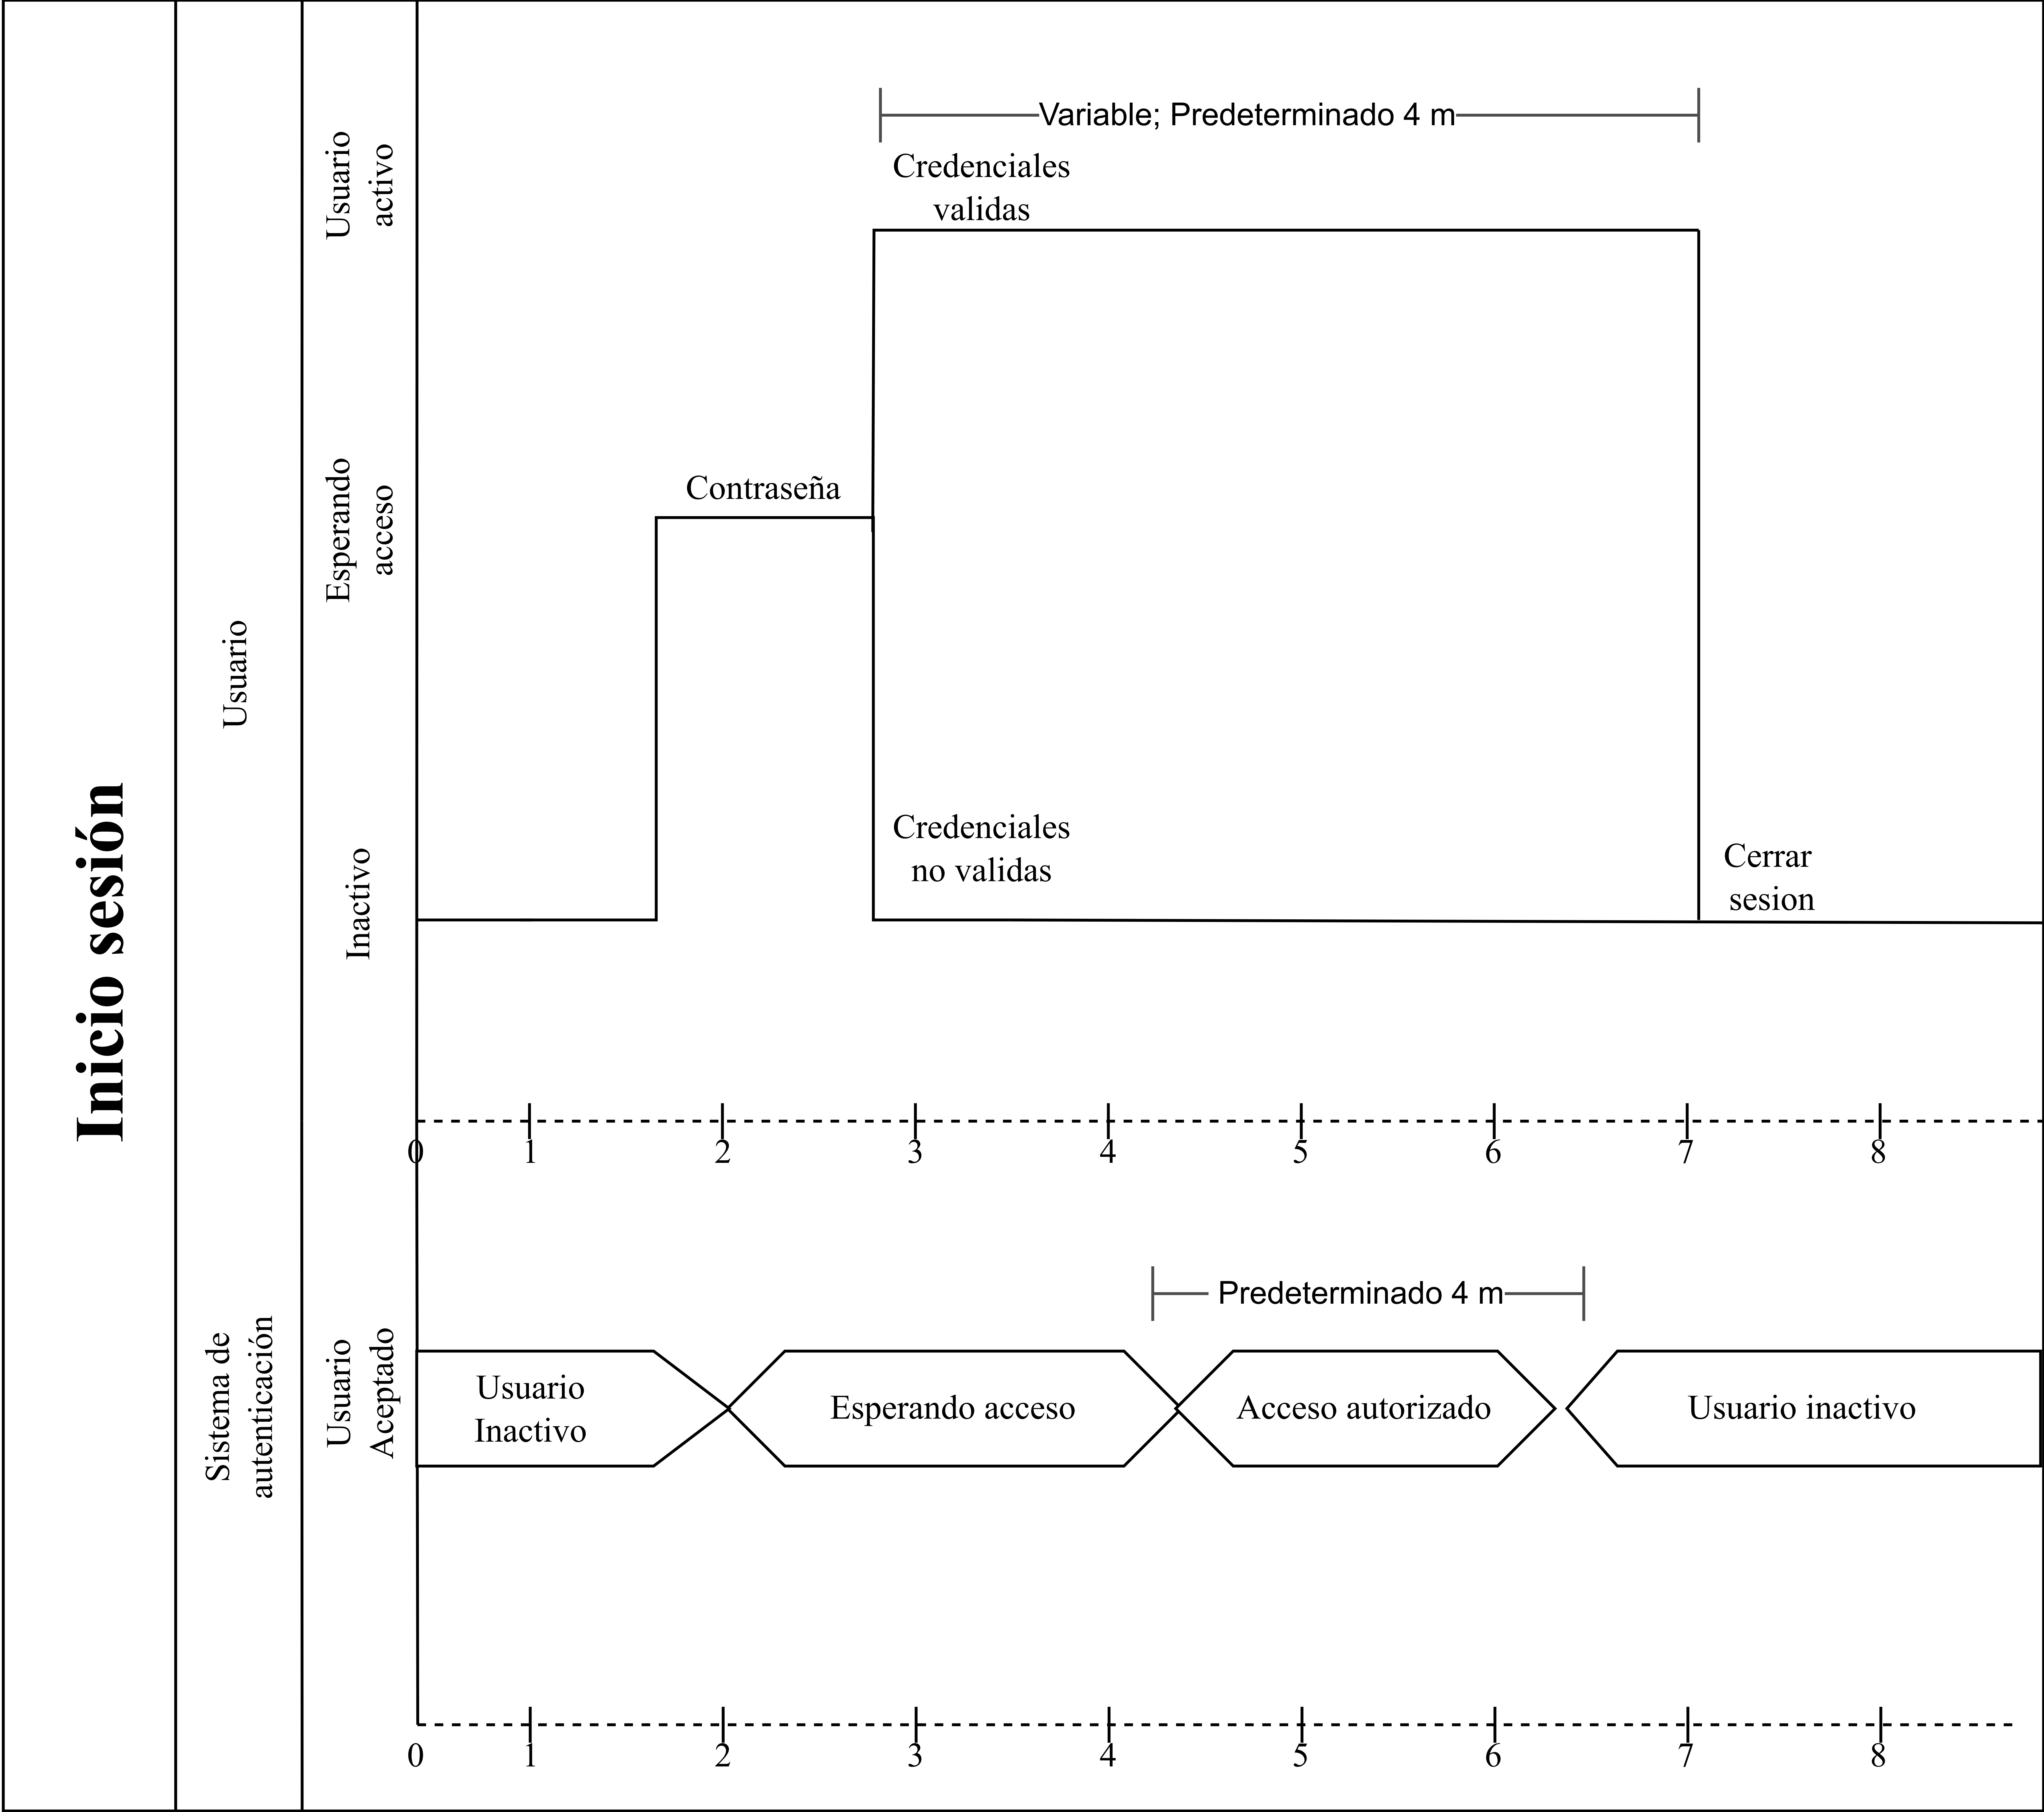 Inicio sesión
Usuario
Usuario
activo
Esperando
acceso
Inactivo
Variable; Predeterminado 4 m
Credenciales
validas
Contraseña
Credenciales
no validas
Cerrar
sesion
0 1 2 3 4 5 6 7 8
Sistema de
autenticación
Usuario
Aceptado
Predeterminado 4 m
Usuario
Inactivo
Esperando acceso
Acceso autorizado
Usuario inactivo
0 1 2 3 4 5 6 7 8